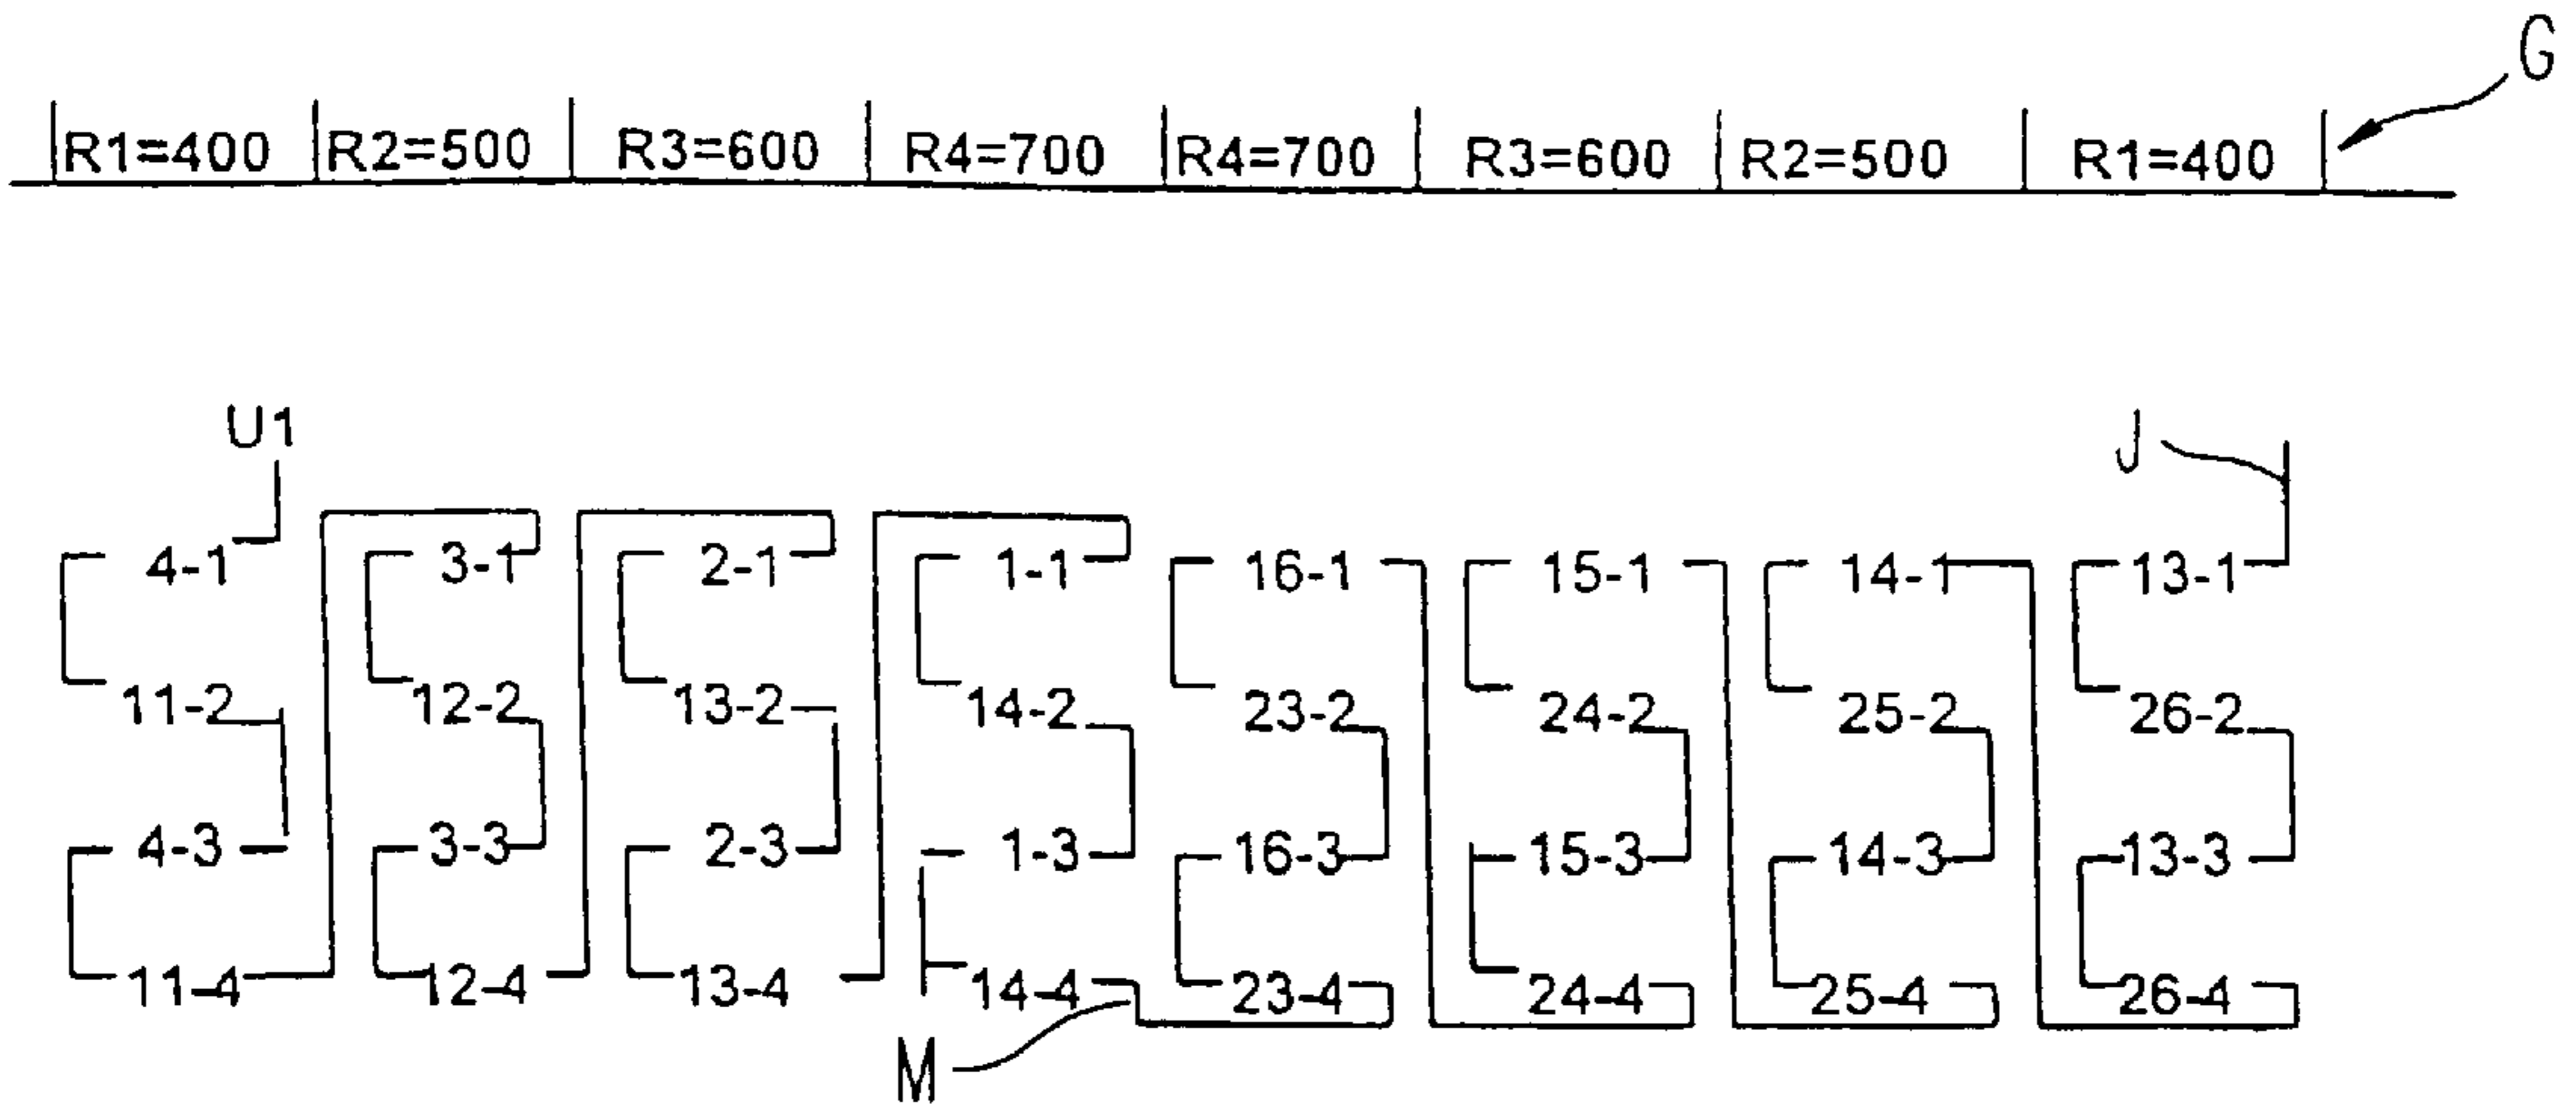 G
R1=400 R2=500 R3=600 R4=700 R4=700 R3=600 R2=500 R1=400
U1 J
4-1 3-1 2-1 1-1 16-1 15-1 14-1 13-1
11-2 12-2 13-2 14-2 23-2 24-2 25-2 26-2
4-3 3-3 2-3 1-3 16-3 15-3 14-3 13-3
11-4 12-4 13-4 14-4 23-4 24-4 25-4 26-4
M